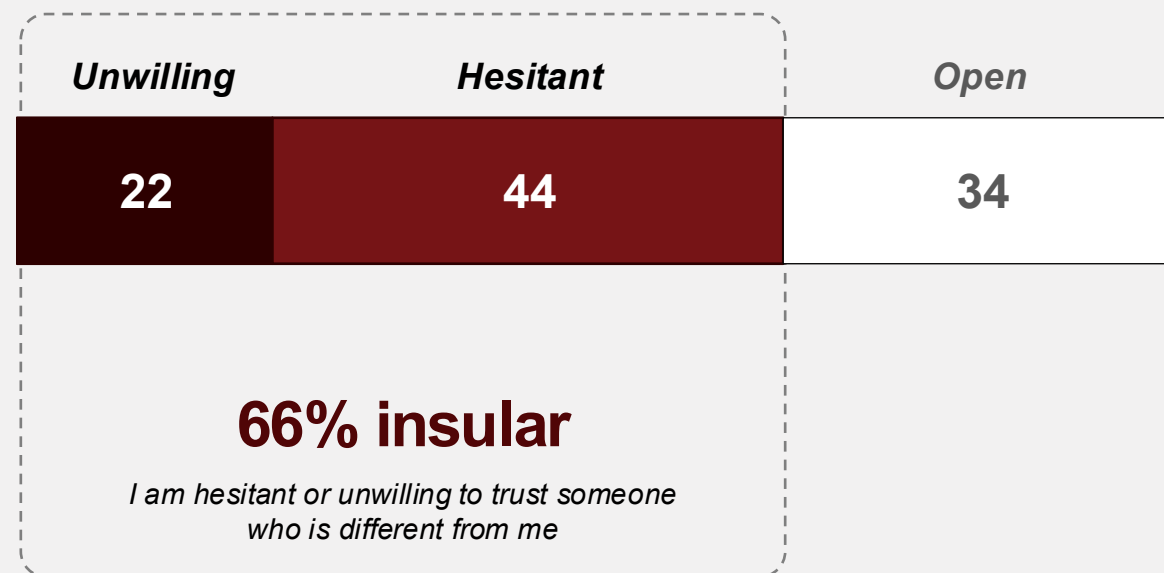 Unwilling Hesitant Open
22 44 34
66% insular
I am hesitant or unwilling to trust someone
who is different from me